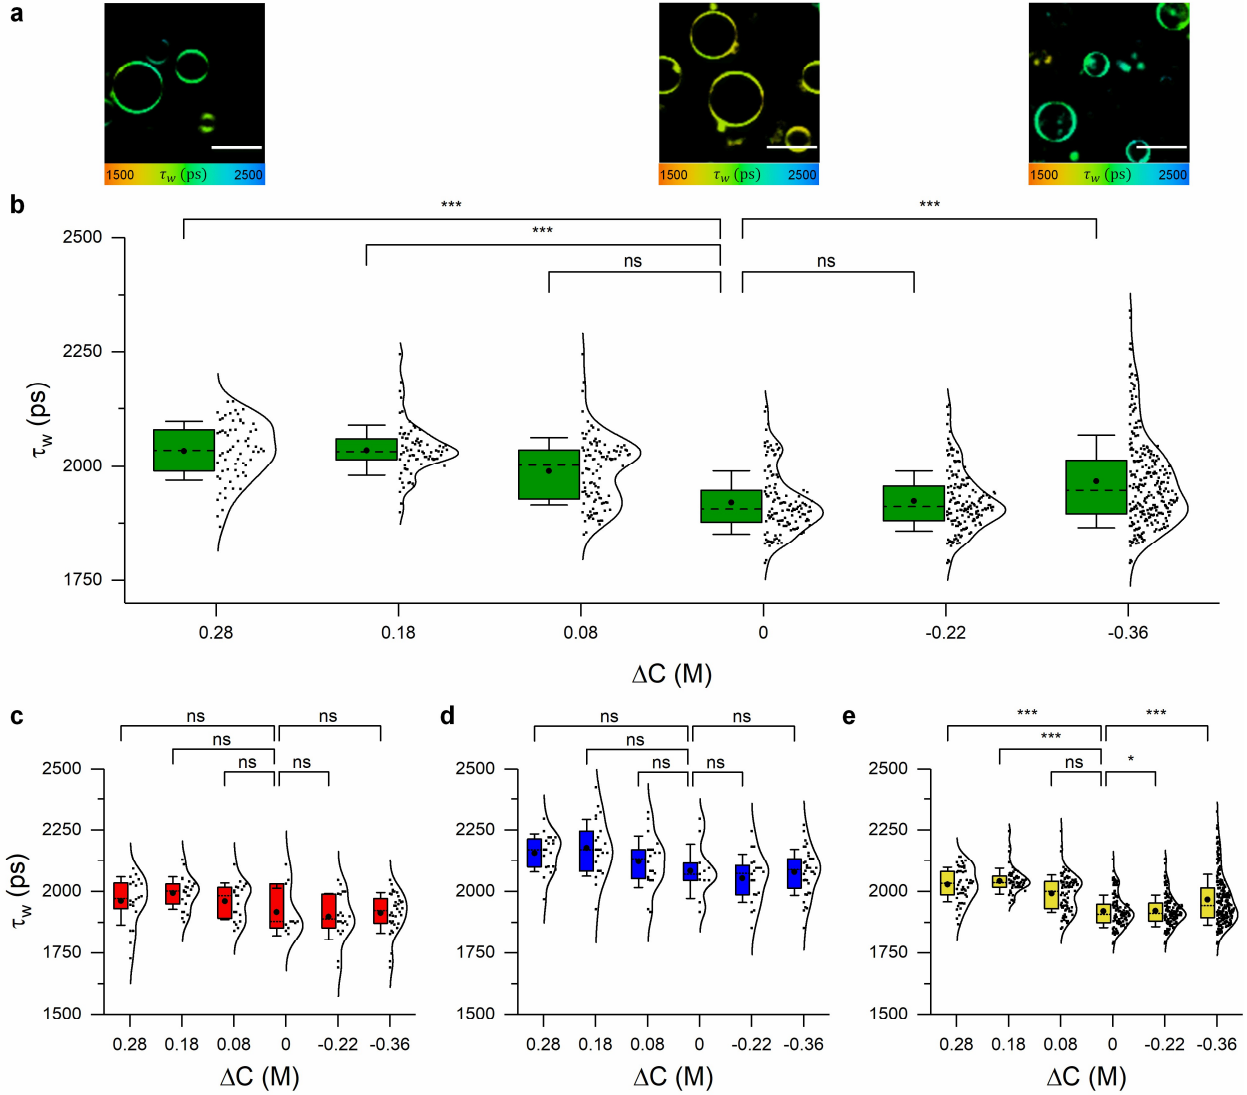 a
1500 τw (ps) 2500
1500 τw (ps) 2500
1500 τw (ps) 2500
b
*** ***
***
ns ns
2500
2250
2000
1750
τw (ps)
0.28 0.18 0.08 0 -0.22 -0.36
ΔC (M)
c
ns ns
ns
ns ns
2500
2250
2000
1750
1500
τw (ps)
0.28 0.18 0.08 0 -0.22 -0.36
ΔC (M)
d
ns ns
ns
ns ns
2500
2250
2000
1750
1500
0.28 0.18 0.08 0 -0.22 -0.36
ΔC (M)
e
*** ***
***
ns *
2500
2250
2000
1750
1500
0.28 0.18 0.08 0 -0.22 -0.36
ΔC (M)